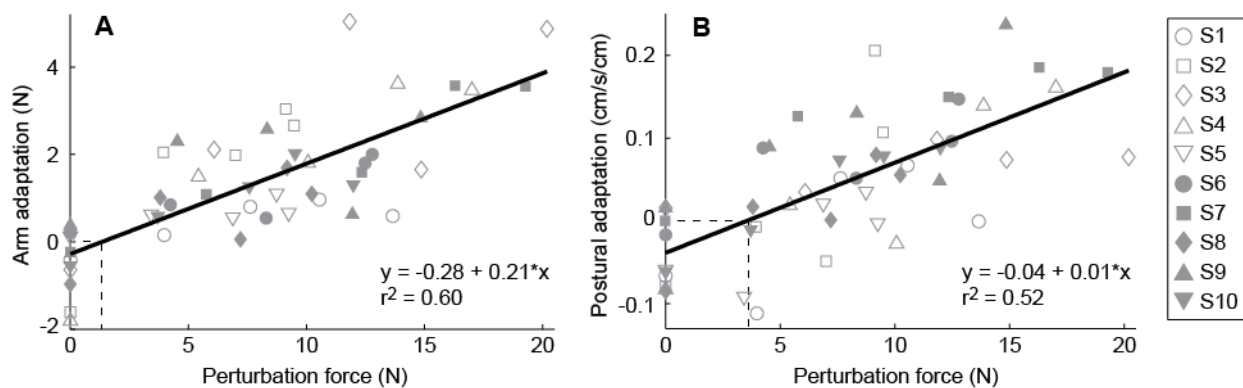 A
Arm adaptation (N)
4
2
0
-2
0
5
10
15
20
Perturbation force (N)
y = -0.28 + 0.21*x
r² = 0.60
B
Postural adaptation (cm/s/cm)
0.2
0.1
0
-0.1
0
5
10
15
20
Perturbation force (N)
y = -0.04 + 0.01*x
r² = 0.52
S1
S2
S3
S4
S5
S6
S7
S8
S9
S10